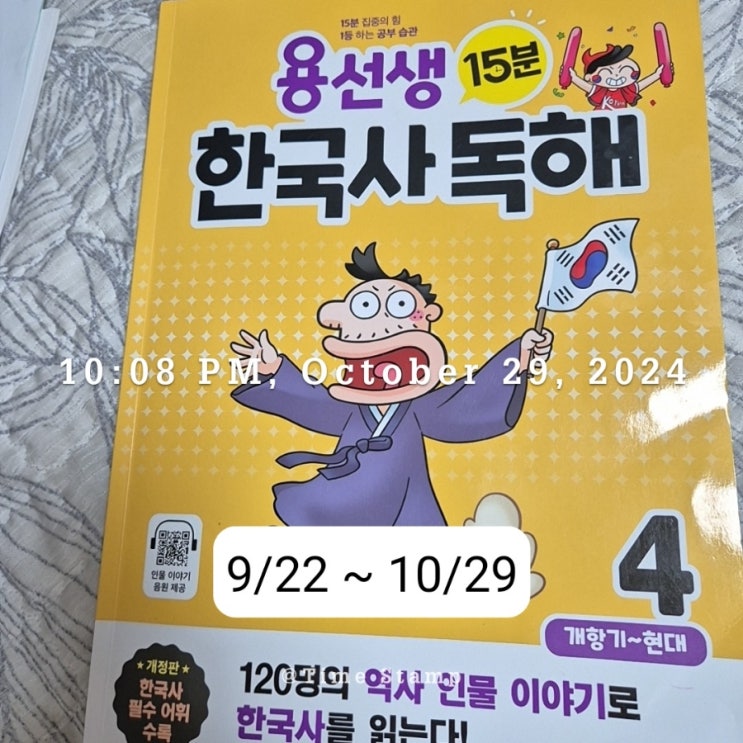 15분 집중의 힘
1등 하는 공부 습관
용선생 15분
한국사 독해
10:08 PM, October 29, 2024
인물 이야기
음원 제공
9/22 ~ 10/29
4
개항기~현대
@Time Stamp
개정판
한국사
필수 어휘
수록
120명의 역사 인물 이야기로
한국사를 읽는다!